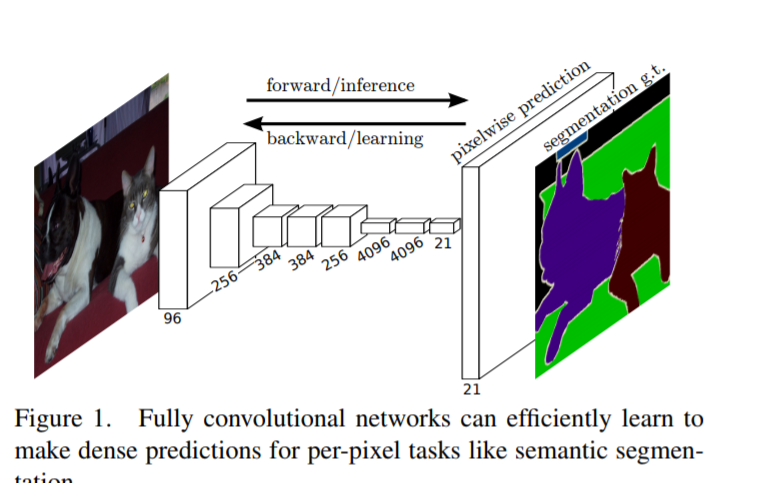 forward/inference
backward/learning
pixelwise prediction
segmentation g.t.
96
256
384
384
256
4096
4096
21
21
Figure 1. Fully convolutional networks can efficiently learn to
make dense predictions for per-pixel tasks like semantic segmen-
tation